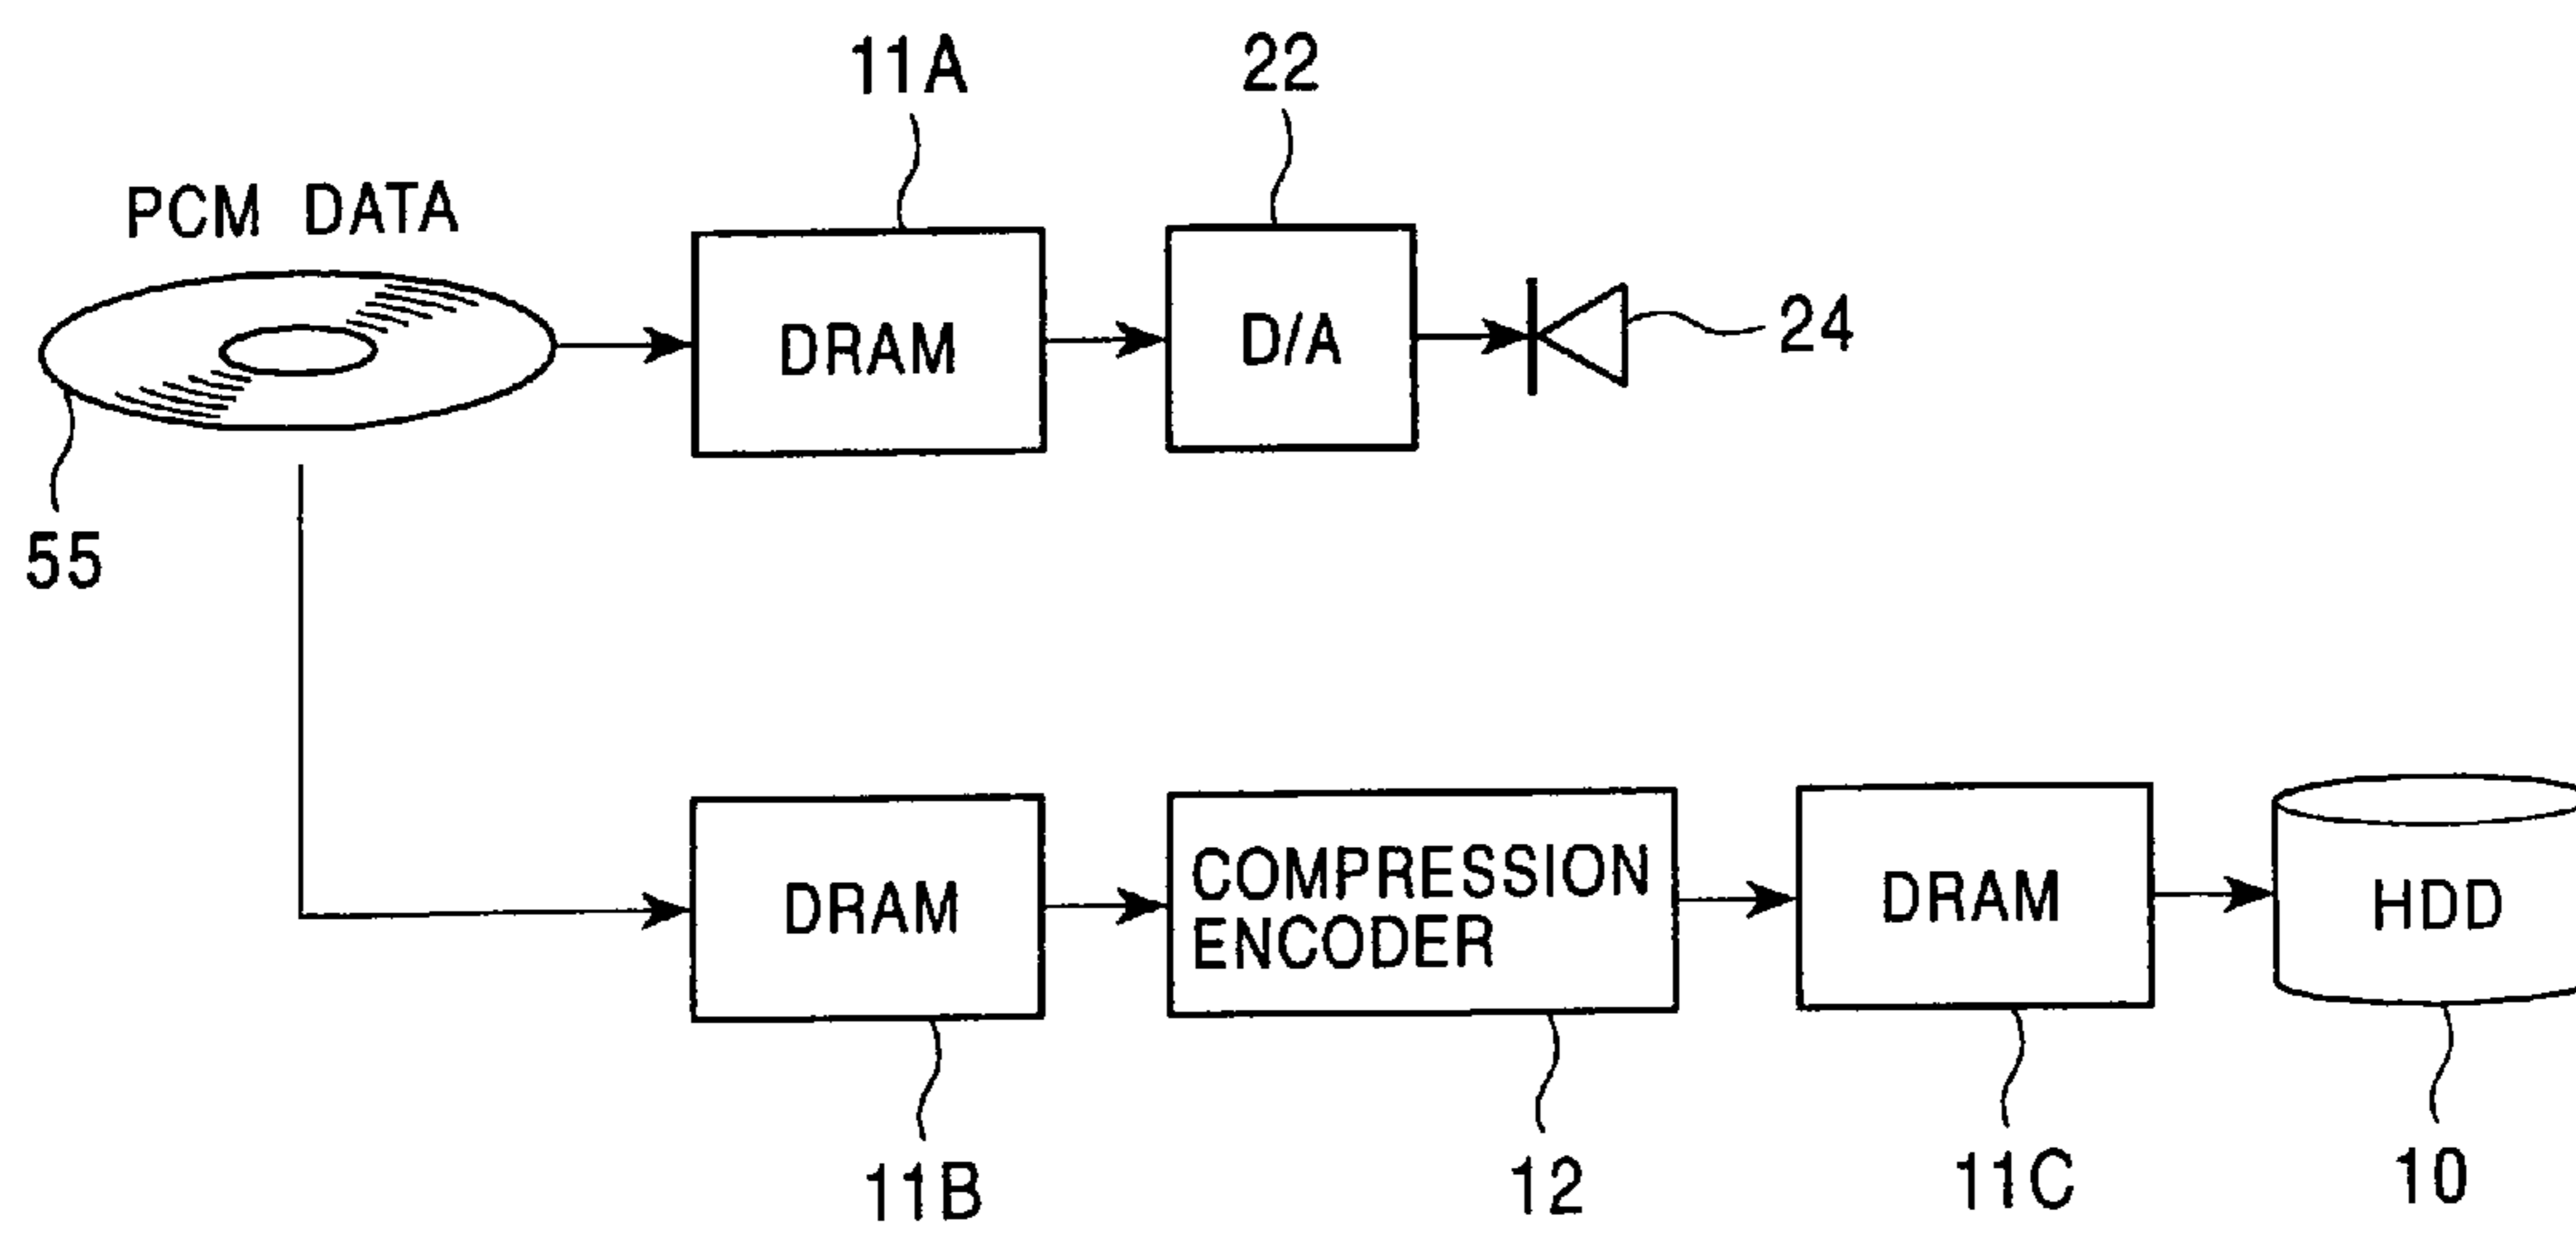 11A
22
PCM DATA
DRAM
D/A
24
55
DRAM
COMPRESSION
ENCODER
DRAM
HDD
11B
12
11C
10